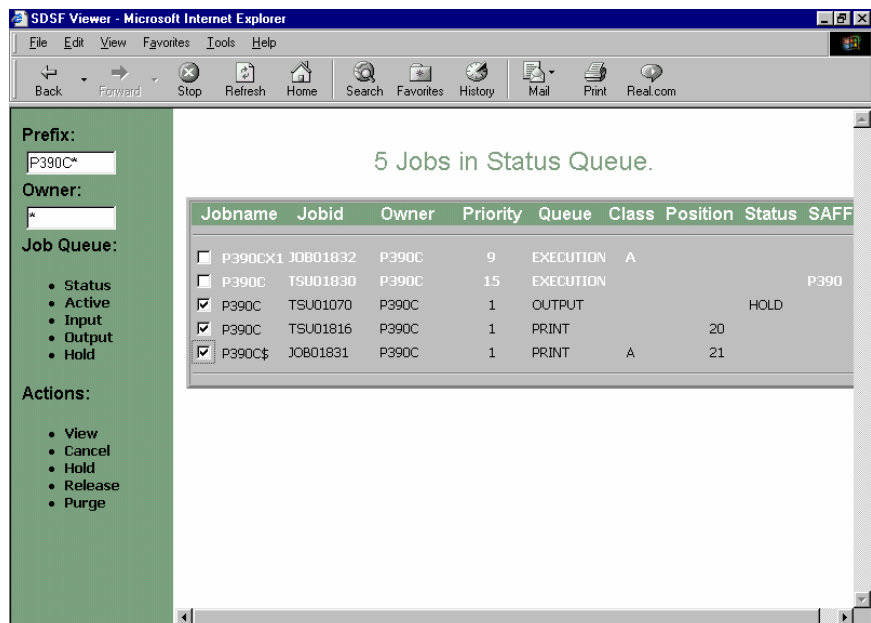 SDSF Viewer - Microsoft Internet Explorer
File Edit View Favorites Tools Help
Back Forward Stop Refresh Home Search Favorites History Mail Print Real.com
Prefix:
P390C*
Owner:
*
Job Queue:
Status
Active
Input
Output
Hold
Actions:
View
Cancel
Hold
Release
Purge
5 Jobs in Status Queue.
Jobname Jobid Owner Priority Queue Class Position Status SAFF
P390CX1 JOB01832 P390C 9 EXECUTION A
P390C TSU01830 P390C 15 EXECUTION P390
P390C TSU01070 P390C 1 OUTPUT HOLD
P390C TSU01816 P390C 1 PRINT 20
P390C$ JOB01831 P390C 1 PRINT A 21